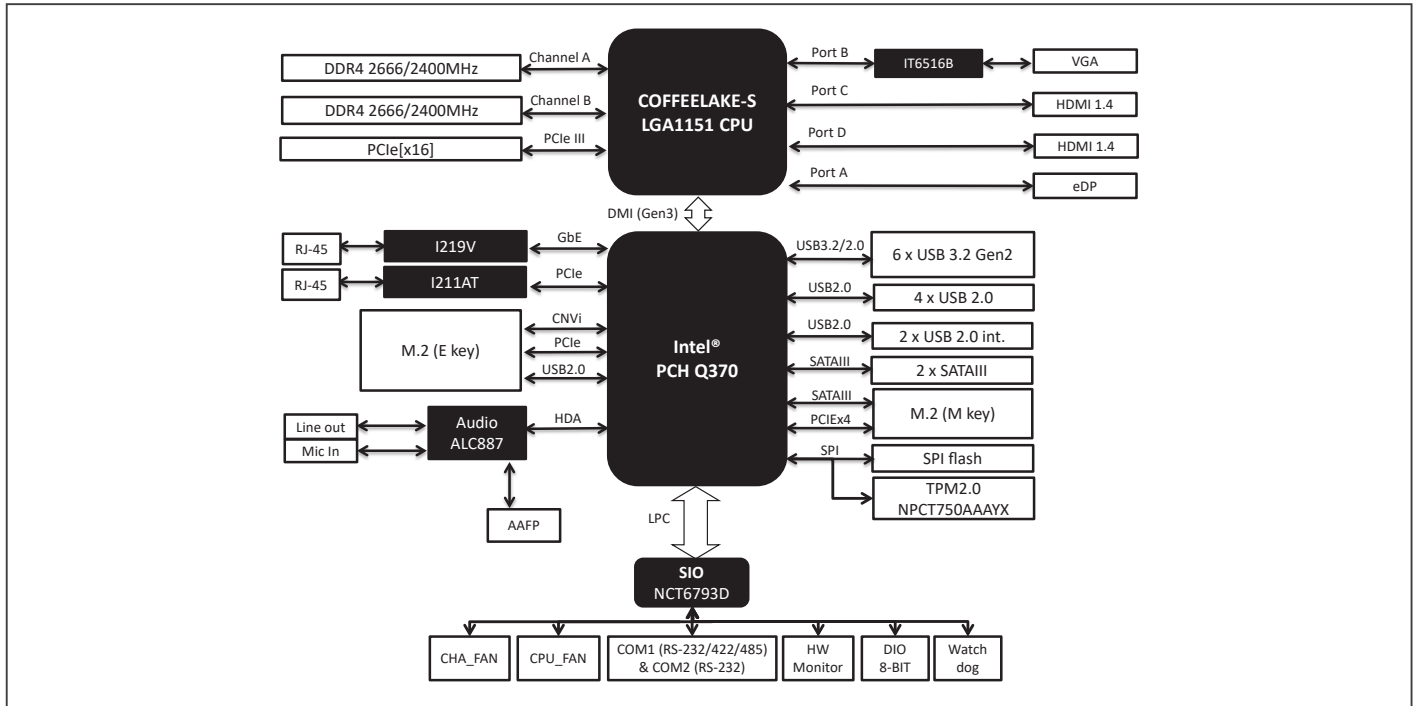 DDR4 2666/2400MHz
Channel A
DDR4 2666/2400MHz
Channel B
PCIe[x16]
PCIe III
COFFEELAKE-S
LGA1151 CPU
Port B
IT6516B
VGA
Port C
HDMI 1.4
Port D
HDMI 1.4
Port A
eDP
DMI (Gen3)
RJ-45
I219V
GbE
RJ-45
I211AT
PCIe
M.2 (E key)
CNVi
PCIe
USB2.0
Line out
Mic In
Audio
ALC887
HDA
AAFP
Intel®
PCH Q370
USB3.2/2.0
6 x USB 3.2 Gen2
USB2.0
4 x USB 2.0
USB2.0
2 x USB 2.0 int.
SATAIII
2 x SATAIII
SATAIII
PCIEx4
M.2 (M key)
SPI
SPI flash
TPM2.0
NPCT750AAAYX
LPC
SIO
NCT6793D
CHA_FAN
CPU_FAN
COM1 (RS-232/422/485)
& COM2 (RS-232)
HW
Monitor
DIO
8-BIT
Watch
dog